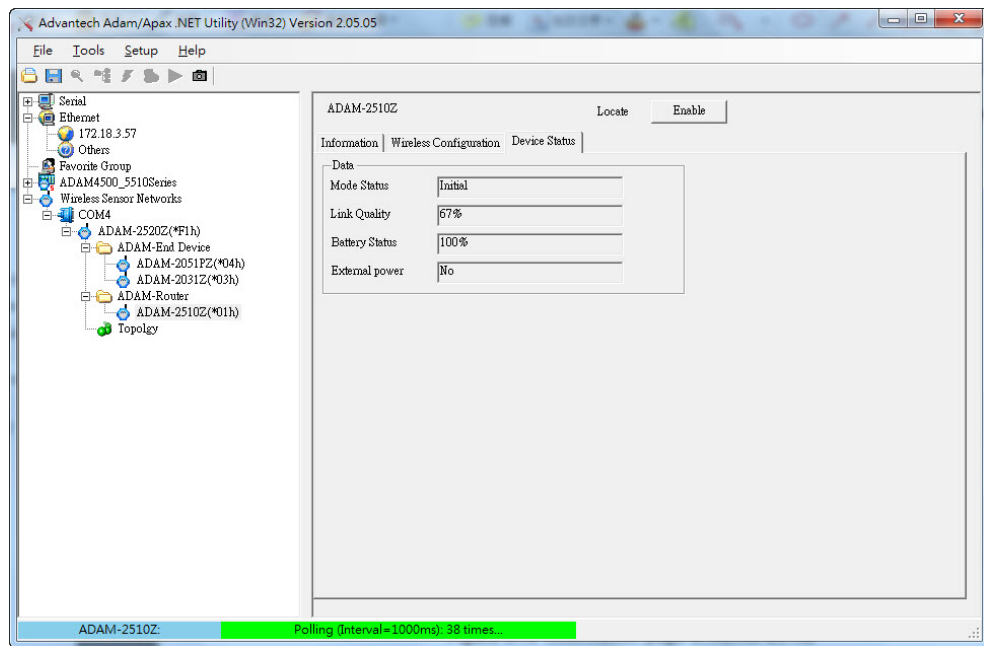 Advantech Adam/Apax .NET Utility (Win32) Version 2.05.05
File Tools Setup Help
Serial
Ethernet
172.18.3.57
Others
Favorite Group
ADAM4500_5510Series
Wireless Sensor Networks
COM4
ADAM-2520Z(*F1h)
ADAM-End Device
ADAM-2051PZ(*04h)
ADAM-2031Z(*03h)
ADAM-Router
ADAM-2510Z(*01h)
Topolgy
ADAM-2510Z Locate Enable
Information Wireless Configuration Device Status
Data
Mode Status Initial
Link Quality 67%
Battery Status 100%
External power No
ADAM-2510Z: Polling (Interval=1000ms): 38 times...